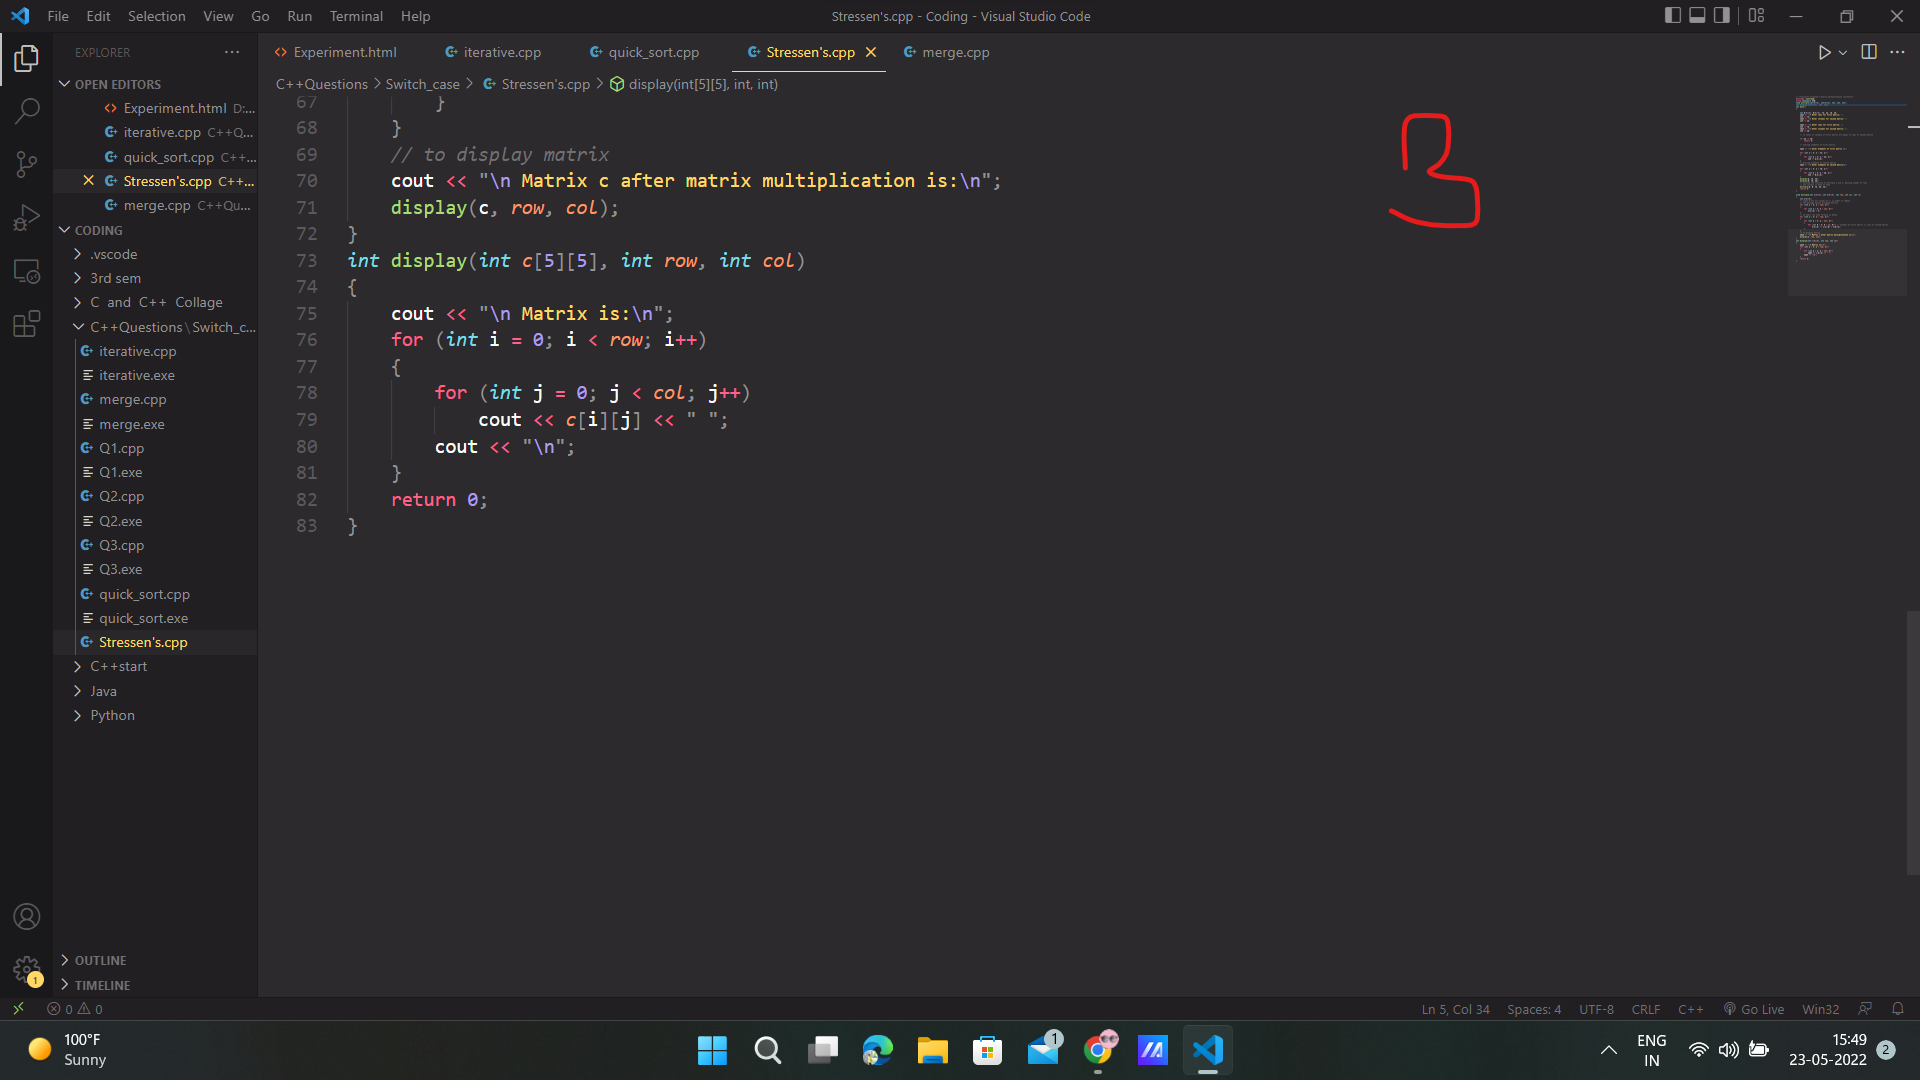 File Edit Selection View Go Run Terminal Help
Stressen's.cpp - Coding - Visual Studio Code
EXPLORER
OPEN EDITORS
Experiment.html D:...
iterative.cpp C++Q...
quick_sort.cpp C++...
Stressen's.cpp C++...
merge.cpp C++Qu...
CODING
.vscode
3rd sem
C and C++ Collage
C++Questions\Switch_c...
iterative.cpp
iterative.exe
merge.cpp
merge.exe
Q1.cpp
Q1.exe
Q2.cpp
Q2.exe
Q3.cpp
Q3.exe
quick_sort.cpp
quick_sort.exe
Stressen's.cpp
C++start
Java
Python
OUTLINE
TIMELINE
Experiment.html iterative.cpp quick_sort.cpp Stressen's.cpp merge.cpp
C++Questions > Switch_case > Stressen's.cpp > display(int[5][5], int, int)
67 }
68 }
69 // to display matrix
70 cout << "\n Matrix c after matrix multiplication is:\n";
71 display(c, row, col);
72 }
73 int display(int c[5][5], int row, int col)
74 {
75 cout << "\n Matrix is:\n";
76 for (int i = 0; i < row; i++)
77 {
78 for (int j = 0; j < col; j++)
79 cout << c[i][j] << " ";
80 cout << "\n";
81 }
82 return 0;
83 }
3
1
0 0
Ln 5, Col 34 Spaces: 4 UTF-8 CRLF C++ Go Live Win32
100°F
Sunny
1
ENG
IN
15:49
23-05-2022
2